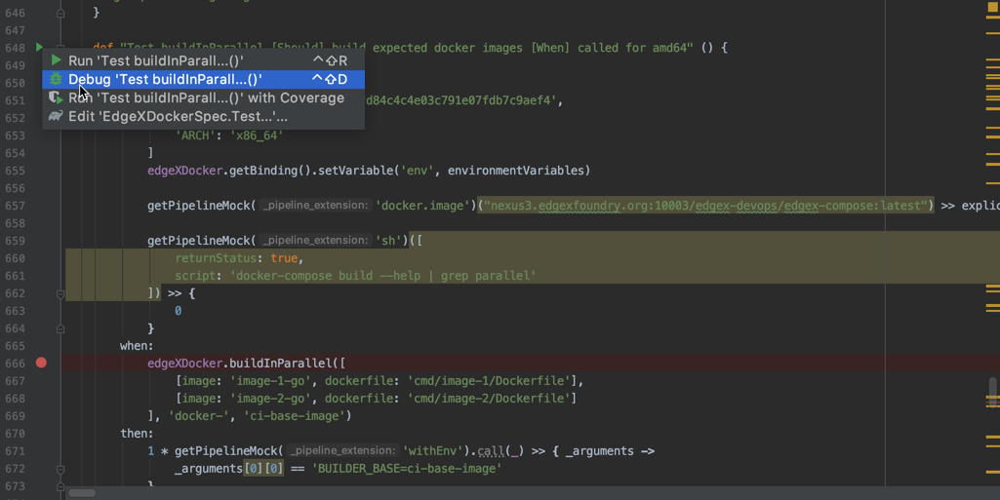 646 }
647
648 def "Test buildInParallel [Should] build expected docker images [When] called for amd64" () {
Run 'Test buildInParall...()' ⌃⇧R
649
Debug 'Test buildInParall...()' ⌃⇧D
650
Run 'Test buildInParall...()' with Coverage
651 d84c4c4e03c791e07fdb7c9aef4',
Edit 'EdgeXDockerSpec.Test...'...
652
653 'ARCH': 'x86_64'
654 ]
655 edgeXDocker.getBinding().setVariable('env', environmentVariables)
656
657 getPipelineMock( _pipeline_extension: 'docker.image')("nexus3.edgexfoundry.org:10003/edgex-devops/edgex-compose:latest") >> explic
658
659 getPipelineMock( _pipeline_extension: 'sh')([
660 returnStatus: true,
661 script: 'docker-compose build --help | grep parallel'
662 ]) >> {
663 0
664 }
665 when:
666 edgeXDocker.buildInParallel([
667 [image: 'image-1-go', dockerfile: 'cmd/image-1/Dockerfile'],
668 [image: 'image-2-go', dockerfile: 'cmd/image-2/Dockerfile']
669 ], 'docker-', 'ci-base-image')
670 then:
671 1 * getPipelineMock( _pipeline_extension: 'withEnv').call(_) >> { _arguments ->
672 _arguments[0][0] == 'BUILDER_BASE=ci-base-image'
673 }